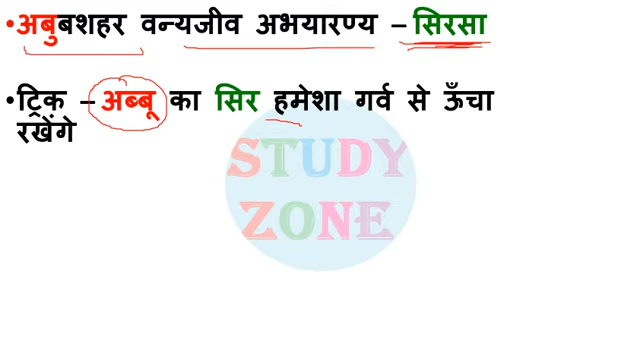 •अबुबशहर वन्यजीव अभयारण्य – सिरसा
•ट्रिक – अब्बू का सिर हमेशा गर्व से ऊँचा
रखेंगे
STUDY
ZONE